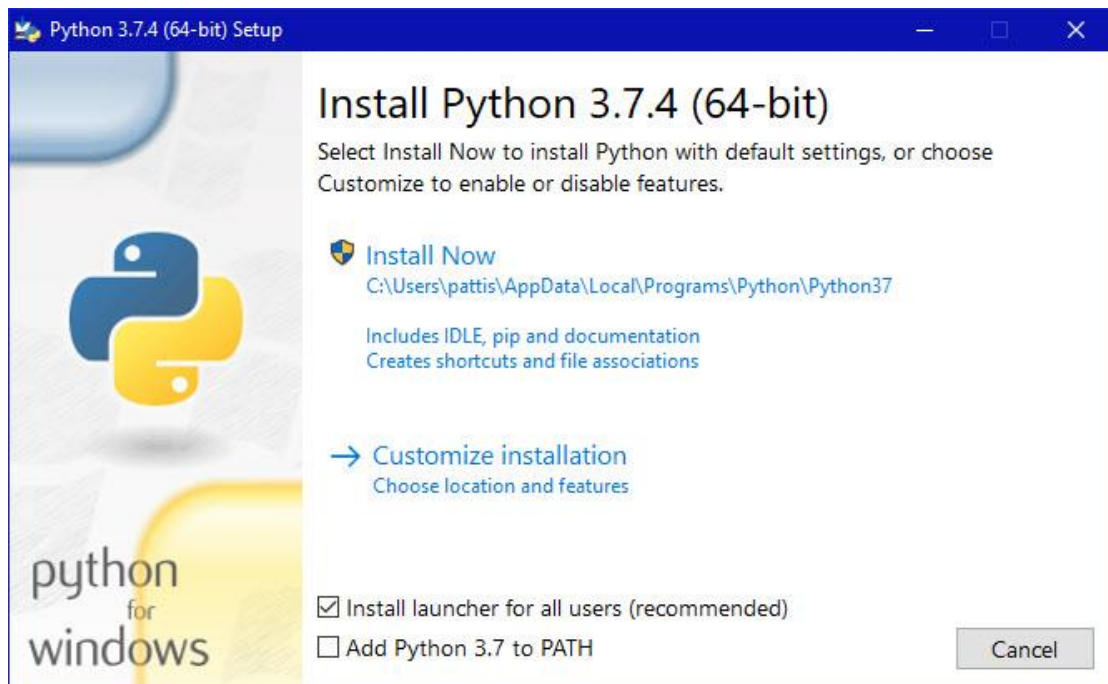 Python 3.7.4 (64-bit) Setup
Install Python 3.7.4 (64-bit)
Select Install Now to install Python with default settings, or choose
Customize to enable or disable features.
Install Now
C:\Users\pattis\AppData\Local\Programs\Python\Python37
Includes IDLE, pip and documentation
Creates shortcuts and file associations
Customize installation
Choose location and features
python
for
windows
Install launcher for all users (recommended)
Add Python 3.7 to PATH
Cancel